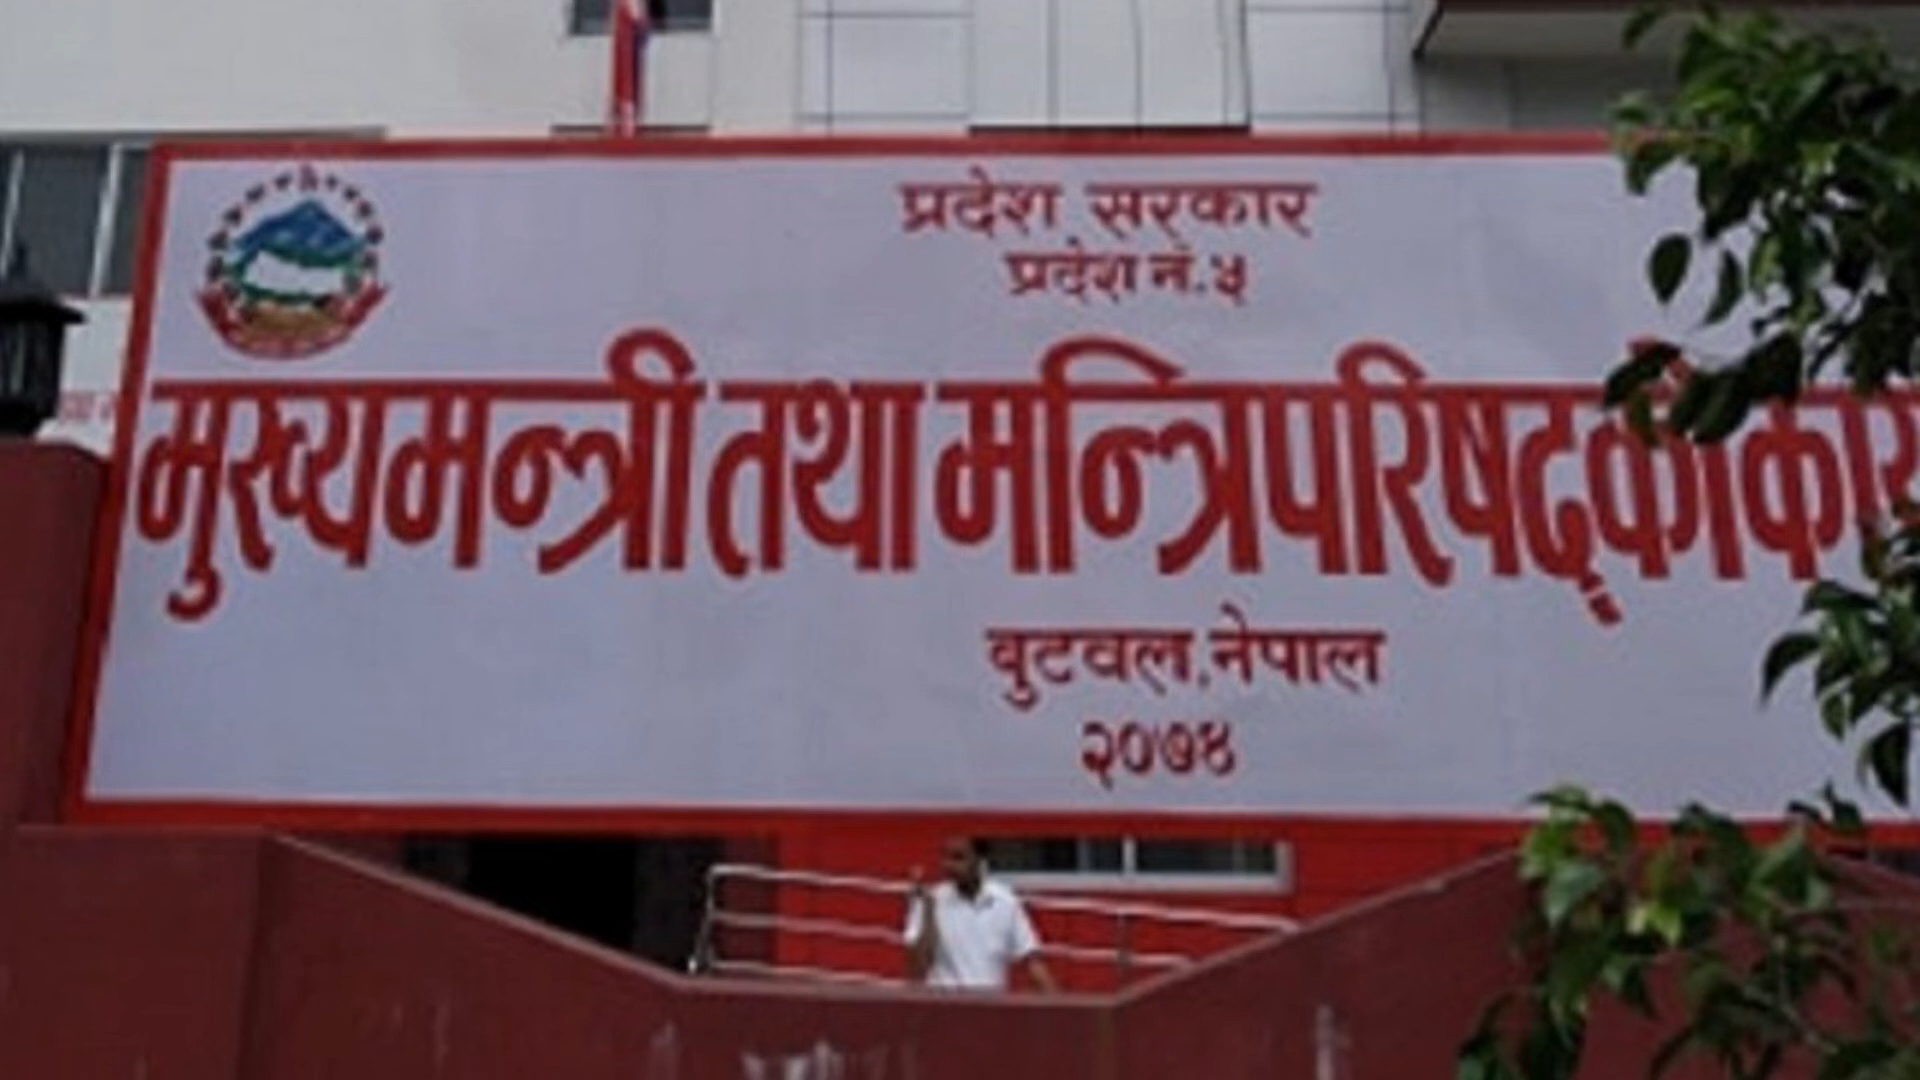 प्रदेश सरकार
प्रदेश नं. ५
मुख्यमन्त्री तथा मन्त्रिपरिषद्को
बुटवल, नेपाल
२०७४